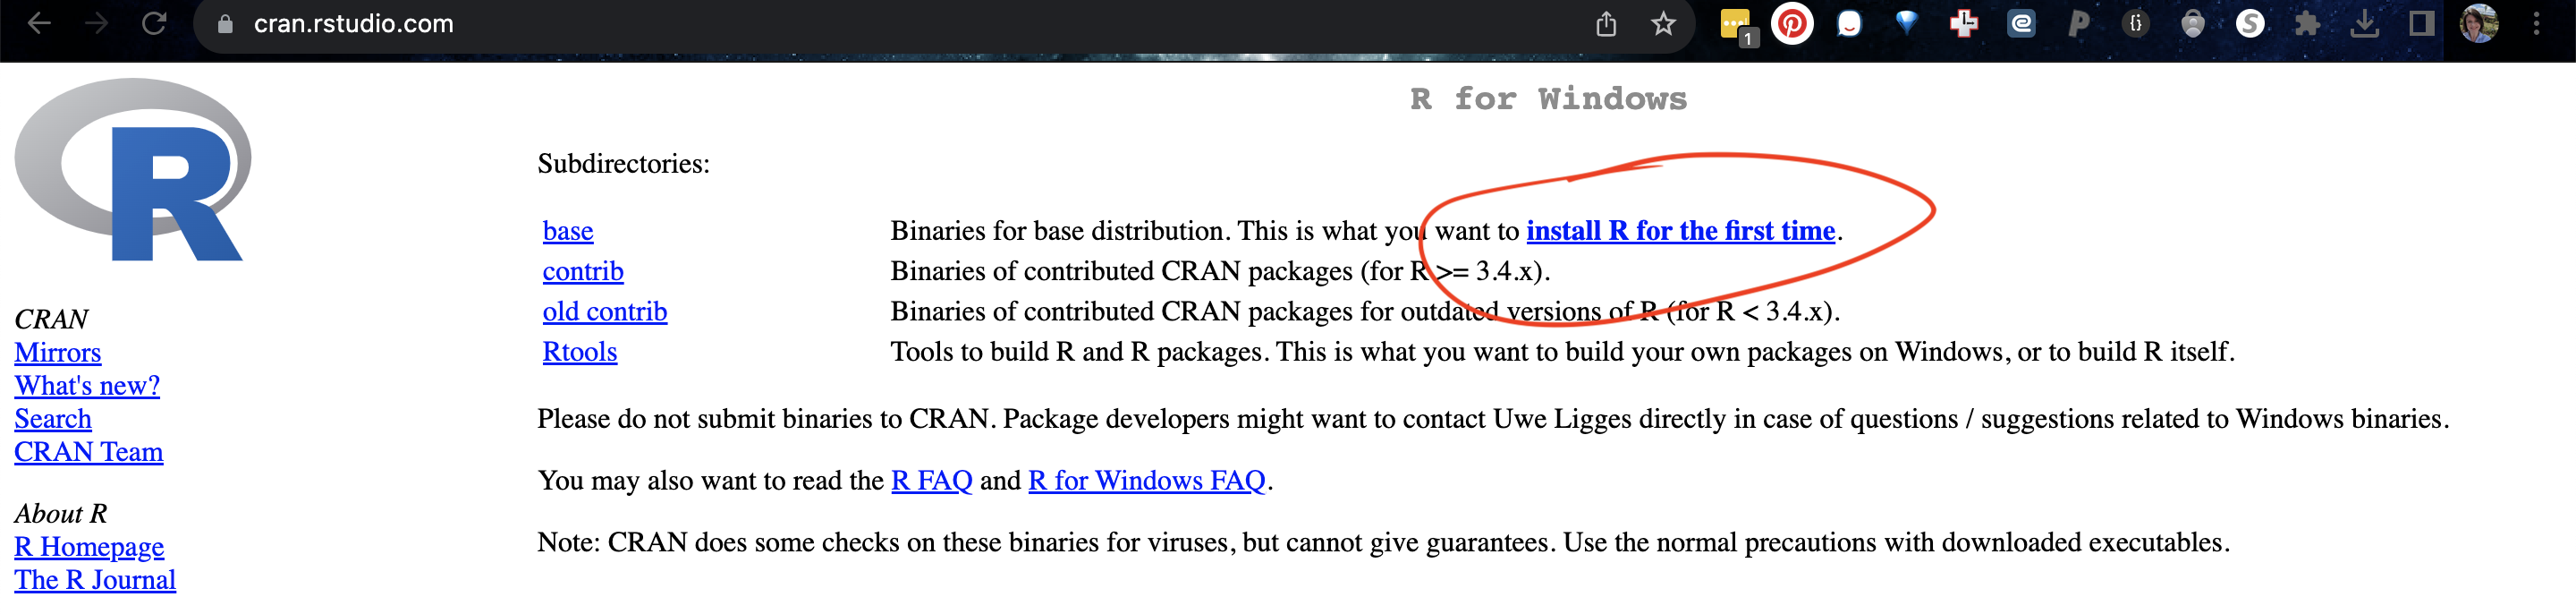 cran.rstudio.com
1
R for Windows
Subdirectories:
base Binaries for base distribution. This is what you want to install R for the first time.
contrib Binaries of contributed CRAN packages (for R >= 3.4.x).
old contrib Binaries of contributed CRAN packages for outdated versions of R (for R < 3.4.x).
Rtools Tools to build R and R packages. This is what you want to build your own packages on Windows, or to build R itself.
Please do not submit binaries to CRAN. Package developers might want to contact Uwe Ligges directly in case of questions / suggestions related to Windows binaries.
You may also want to read the R FAQ and R for Windows FAQ.
Note: CRAN does some checks on these binaries for viruses, but cannot give guarantees. Use the normal precautions with downloaded executables.
R
CRAN
Mirrors
What's new?
Search
CRAN Team
About R
R Homepage
The R Journal